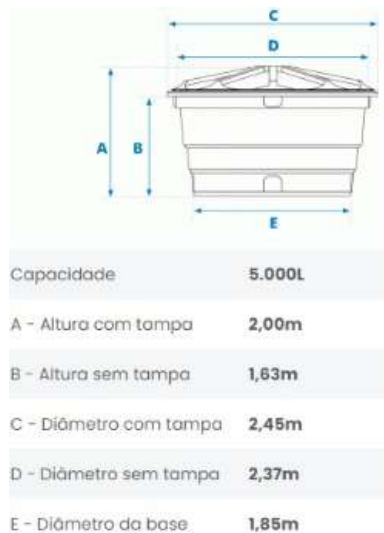 C
D
A
B
E
Capacidade 5.000L
A - Altura com tampa 2,00m
B - Altura sem tampa 1,63m
C - Diâmetro com tampa 2,45m
D - Diâmetro sem tampa 2,37m
E - Diâmetro da base 1,85m